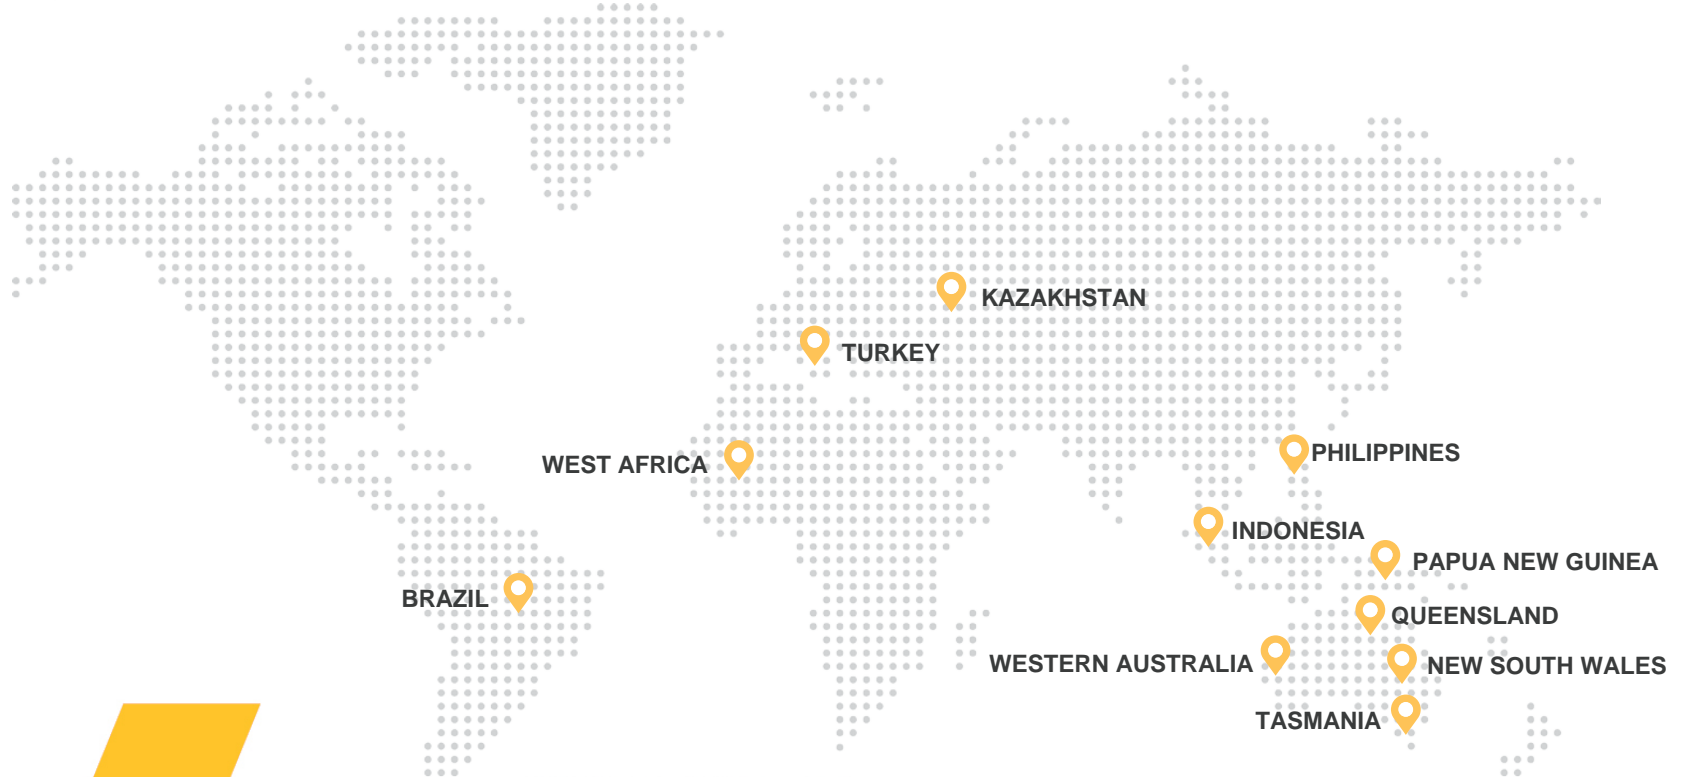 KAZAKHSTAN
TURKEY
PHILIPPINES
WEST AFRICA
INDONESIA
PAPUA NEW GUINEA
BRAZIL
QUEENSLAND
WESTERN AUSTRALIA
NEW SOUTH WALES
TASMANIA